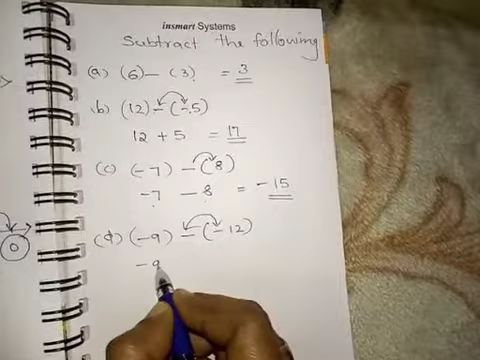 insmart Systems
Subtract the following
(a) (6) – (3) = 3
(b) (12) – (-5)
12 + 5 = 17
(c) (-7) – (8)
-7 – 8 = -15
(d) (-9) – (-12)
-9
0